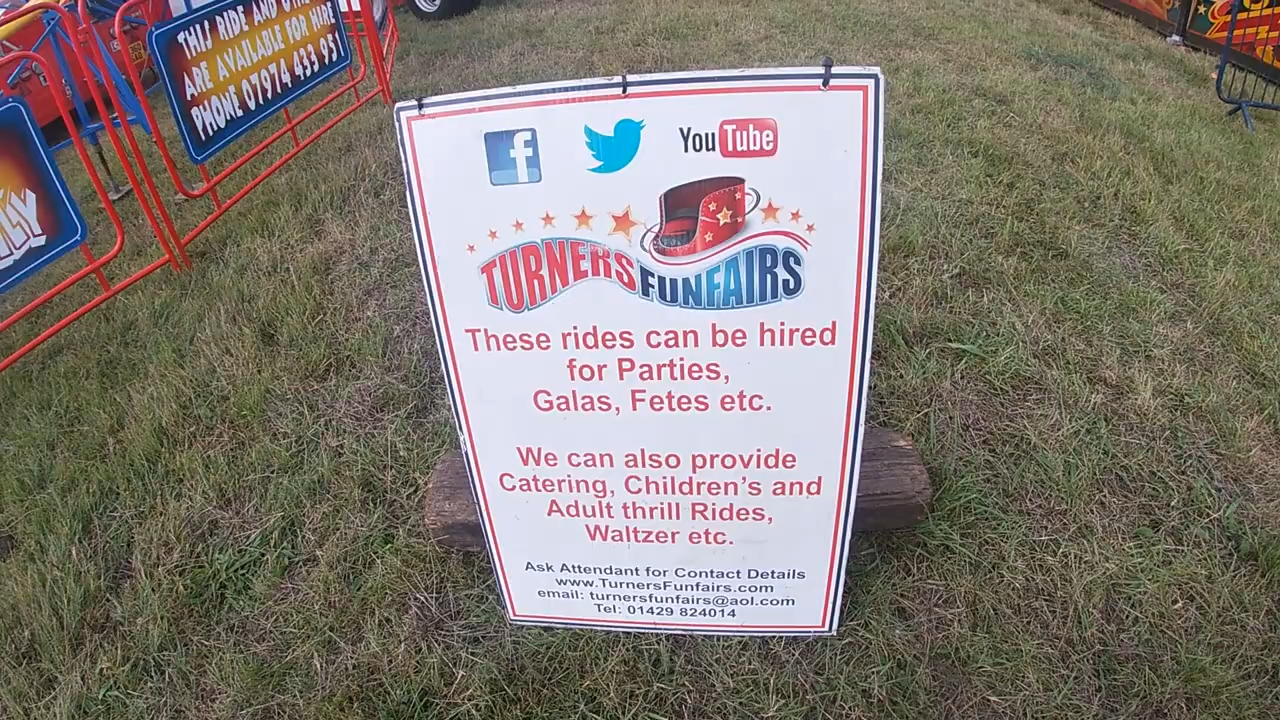 THIS RIDE AND
ARE AVAILABLE FOR HIRE
PHONE 07974 433 951
f
YouTube
TURNERS FUNFAIRS
These rides can be hired
for Parties,
Galas, Fetes etc.
We can also provide
Catering, Children's and
Adult thrill Rides,
Waltzer etc.
Ask Attendant for Contact Details
www.TurnersFunfairs.com
email: turnersfunfairs@aol.com
Tel: 01429 824014